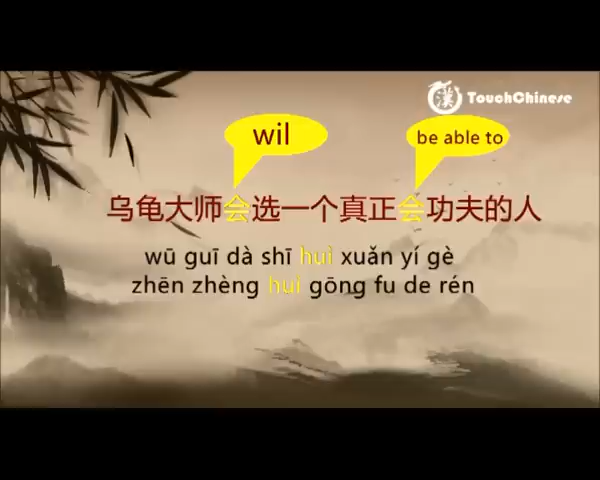 漢 TouchChinese
wil
be able to
乌龟大师会选一个真正会功夫的人
wū guī dà shī huì xuǎn yí gè
zhēn zhèng huì gōng fu de rén